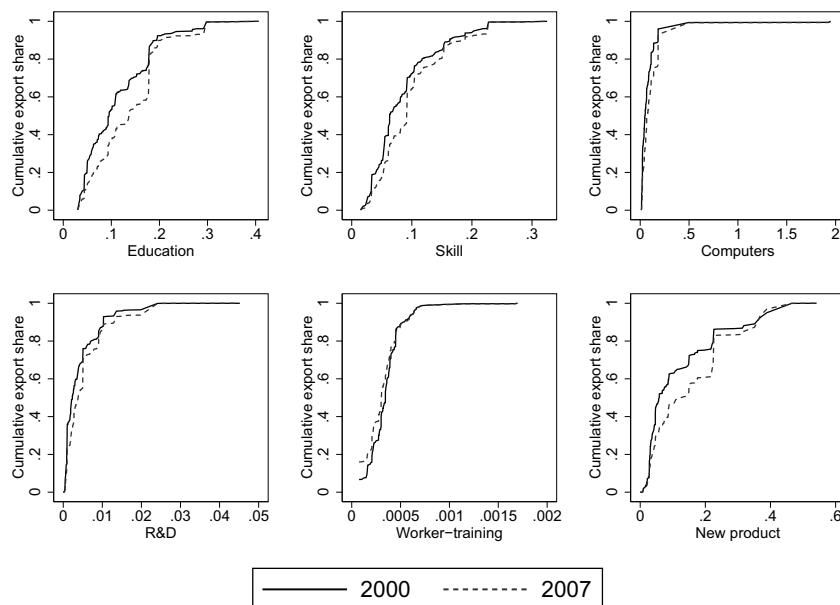 Cumulative export share
1
.8
.6
.4
.2
0
0 .1 .2 .3 .4
Education
Cumulative export share
1
.8
.6
.4
.2
0
0 .1 .2 .3
Skill
Cumulative export share
1
.8
.6
.4
.2
0
0 .5 1 1.5 2
Computers
Cumulative export share
1
.8
.6
.4
.2
0
0 .01 .02 .03 .04 .05
R&D
Cumulative export share
1
.8
.6
.4
.2
0
0 .0005 .001 .0015 .002
Worker−training
Cumulative export share
1
.8
.6
.4
.2
0
0 .2 .4 .6
New product
2000 2007